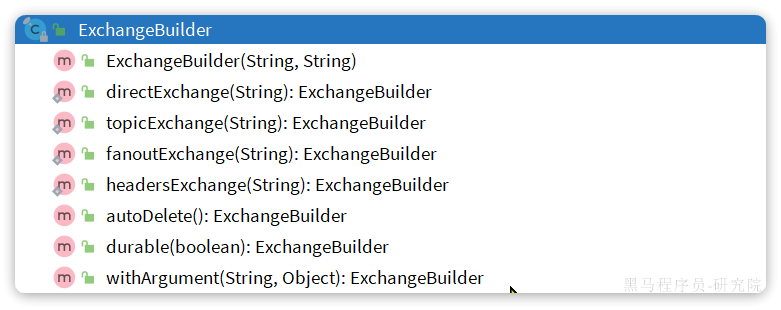 ExchangeBuilder
ExchangeBuilder(String, String)
directExchange(String): ExchangeBuilder
topicExchange(String): ExchangeBuilder
fanoutExchange(String): ExchangeBuilder
headersExchange(String): ExchangeBuilder
autoDelete(): ExchangeBuilder
durable(boolean): ExchangeBuilder
withArgument(String, Object): ExchangeBuilder
黑马程序员-研究院